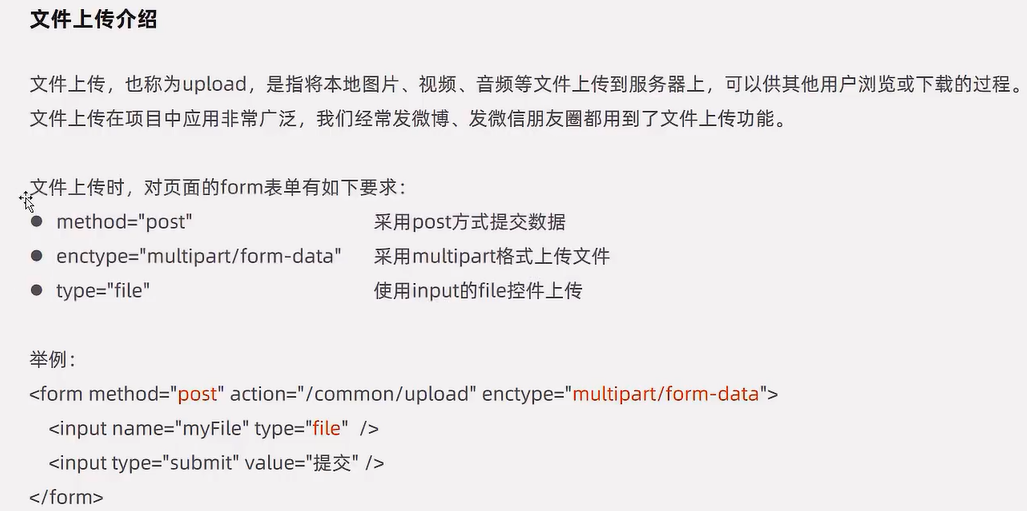 文件上传介绍
文件上传，也称为upload，是指将本地图片、视频、音频等文件上传到服务器上，可以供其他用户浏览或下载的过程。
文件上传在项目中应用非常广泛，我们经常发微博、发微信朋友圈都用到了文件上传功能。
文件上传时，对页面的form表单有如下要求：
● method="post" 采用post方式提交数据
● enctype="multipart/form-data" 采用multipart格式上传文件
● type="file" 使用input的file控件上传
举例：
<form method="post" action="/common/upload" enctype="multipart/form-data">
<input name="myFile" type="file" />
<input type="submit" value="提交" />
</form>